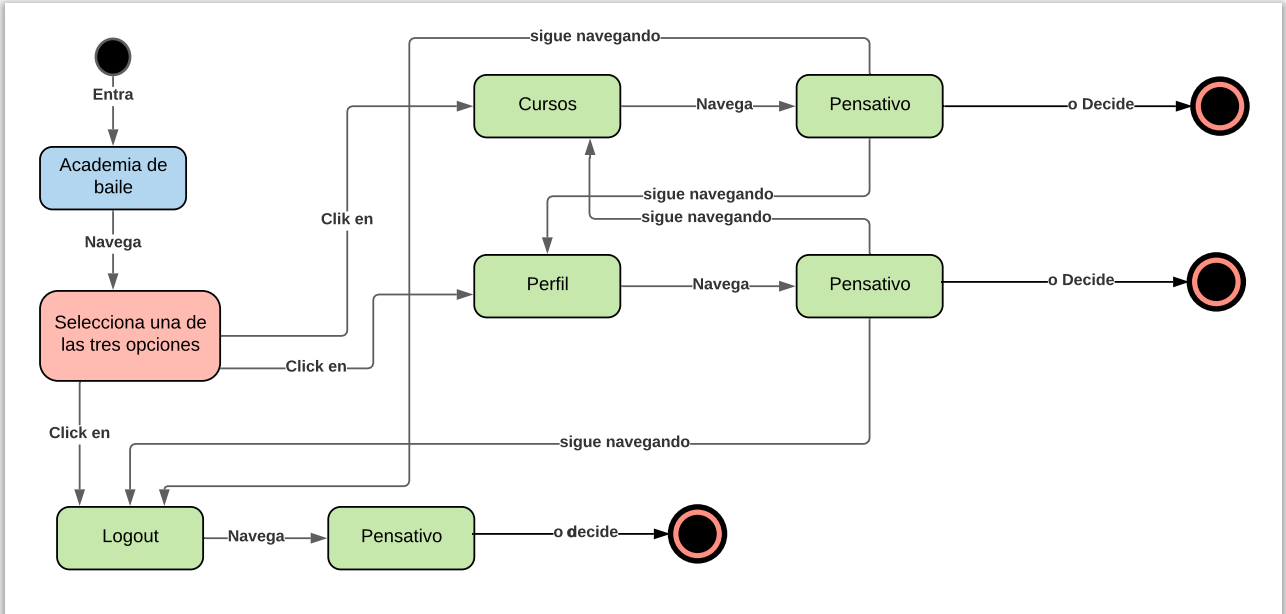 sigue navegando
Entra
Cursos
Navega
Pensativo
o Decide
Academia de
baile
sigue navegando
sigue navegando
Clik en
Navega
Perfil
Navega
Pensativo
o Decide
Selecciona una de
las tres opciones
Click en
Click en
sigue navegando
Logout
Navega
Pensativo
o decide